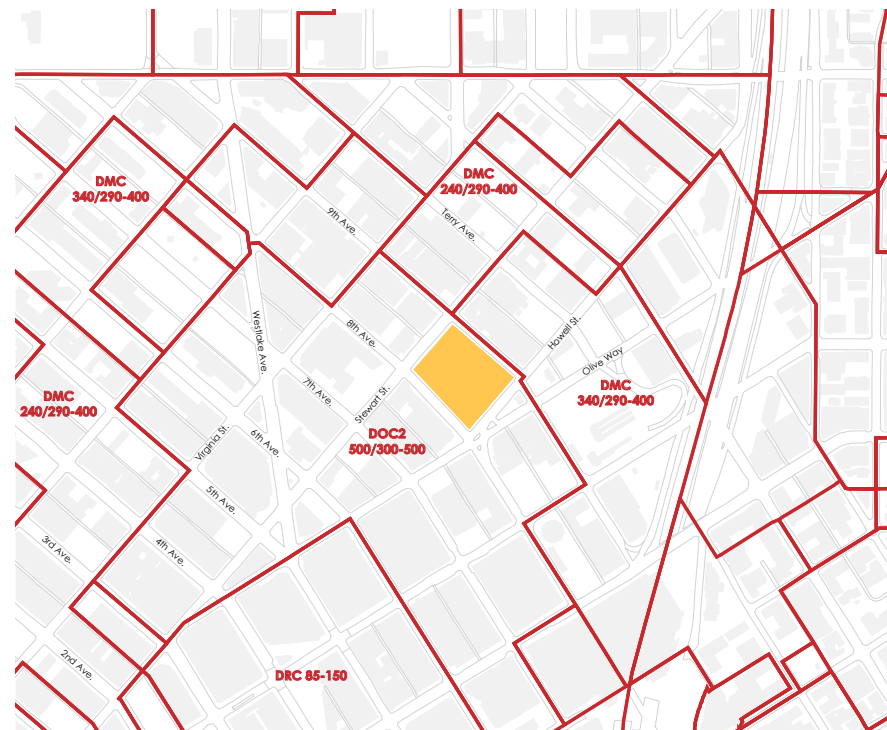 DMC
340/290-400
DMC
240/290-400
9th Ave.
Terry Ave.
Westlake Ave.
8th Ave.
Howell St.
Olive Way
7th Ave.
Stewart St.
DMC
340/290-400
DMC
240/290-400
DOC2
500/300-500
Virginia St.
6th Ave.
5th Ave.
4th Ave.
3rd Ave.
2nd Ave.
DRC 85-150